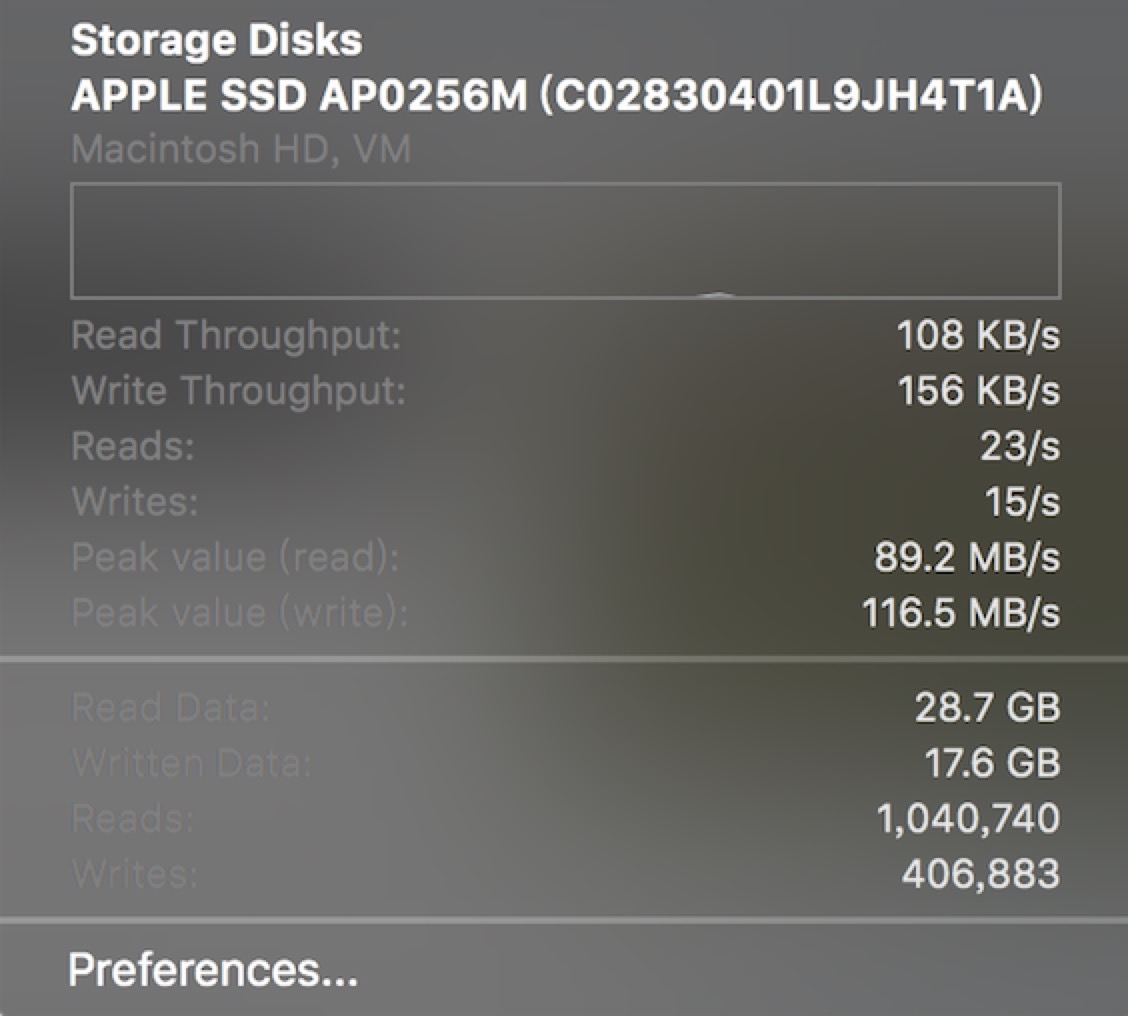 Storage Disks
APPLE SSD AP0256M (C02830401L9JH4T1A)
Macintosh HD, VM
Read Throughput: 108 KB/s
Write Throughput: 156 KB/s
Reads: 23/s
Writes: 15/s
Peak value (read): 89.2 MB/s
Peak value (write): 116.5 MB/s
Read Data: 28.7 GB
Written Data: 17.6 GB
Reads: 1,040,740
Writes: 406,883
Preferences...